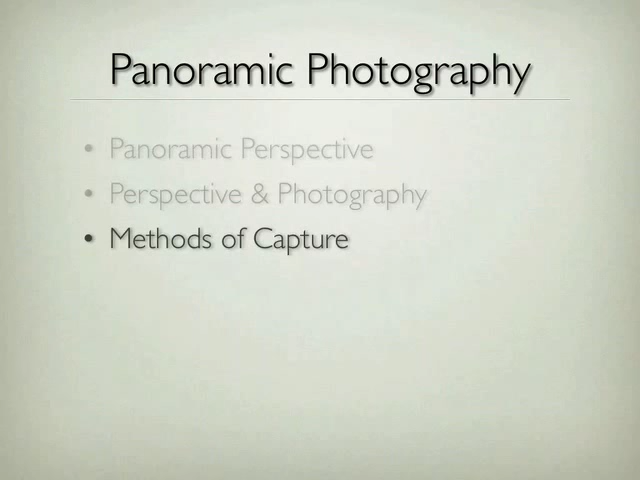 Panoramic Photography
• Panoramic Perspective
• Perspective & Photography
• Methods of Capture